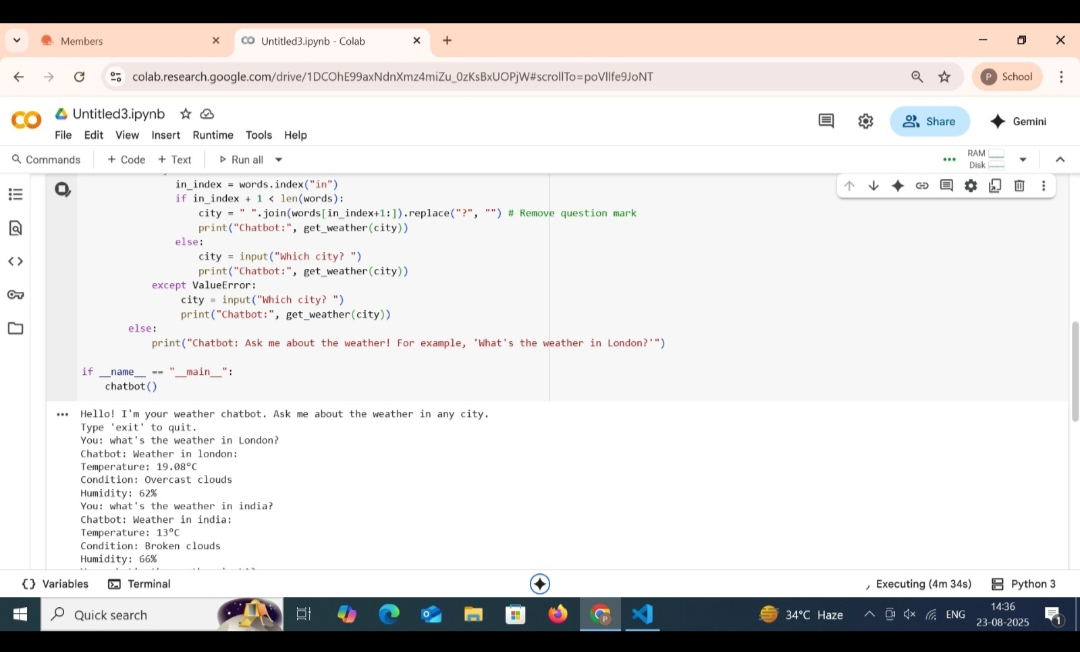 Members
Untitled3.ipynb - Colab
colab.research.google.com/drive/1DCOhE99axNdnXmz4miZu_0zKsBxUOPjW#scrollTo=poVllfe9JoNT
P School
CO Untitled3.ipynb
File Edit View Insert Runtime Tools Help
Share
Gemini
Commands + Code + Text Run all
RAM
Disk
in_index = words.index("in")
if in_index + 1 < len(words):
city = " ".join(words[in_index+1:]).replace("?", "") # Remove question mark
print("Chatbot:", get_weather(city))
else:
city = input("Which city? ")
print("Chatbot:", get_weather(city))
except ValueError:
city = input("Which city? ")
print("Chatbot:", get_weather(city))
else:
print("Chatbot: Ask me about the weather! For example, 'What's the weather in London?'")
if __name__ == "__main__":
chatbot()
Hello! I'm your weather chatbot. Ask me about the weather in any city.
Type 'exit' to quit.
You: what's the weather in London?
Chatbot: Weather in london:
Temperature: 19.08°C
Condition: Overcast clouds
Humidity: 62%
You: what's the weather in india?
Chatbot: Weather in india:
Temperature: 13°C
Condition: Broken clouds
Humidity: 66%
{} Variables Terminal
Executing (4m 34s) Python 3
Quick search
34°C Haze
ENG
14:36
23-08-2025
1